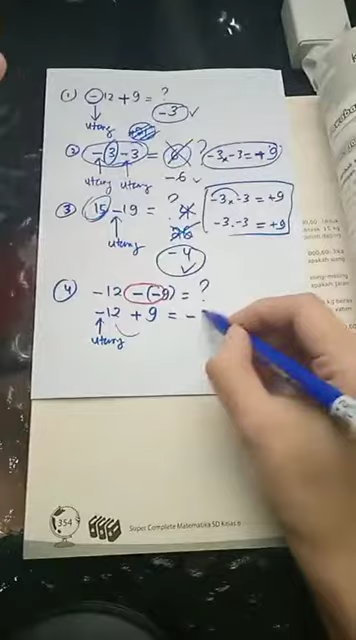 ① -12 + 9 = ?
-3 ✓
utang
② -3 -3 = 6 ? -3 x -3 = +9
utang utang -6 ✓
③ 15 - 19 = ? 4
utang
-4 ✓
-3 x -3 = +9
-3 . -3 = +9
④ -12 -(-9) = ?
-12 + 9 = -
utang
354 Super Complete Matematika SD Kelas 6